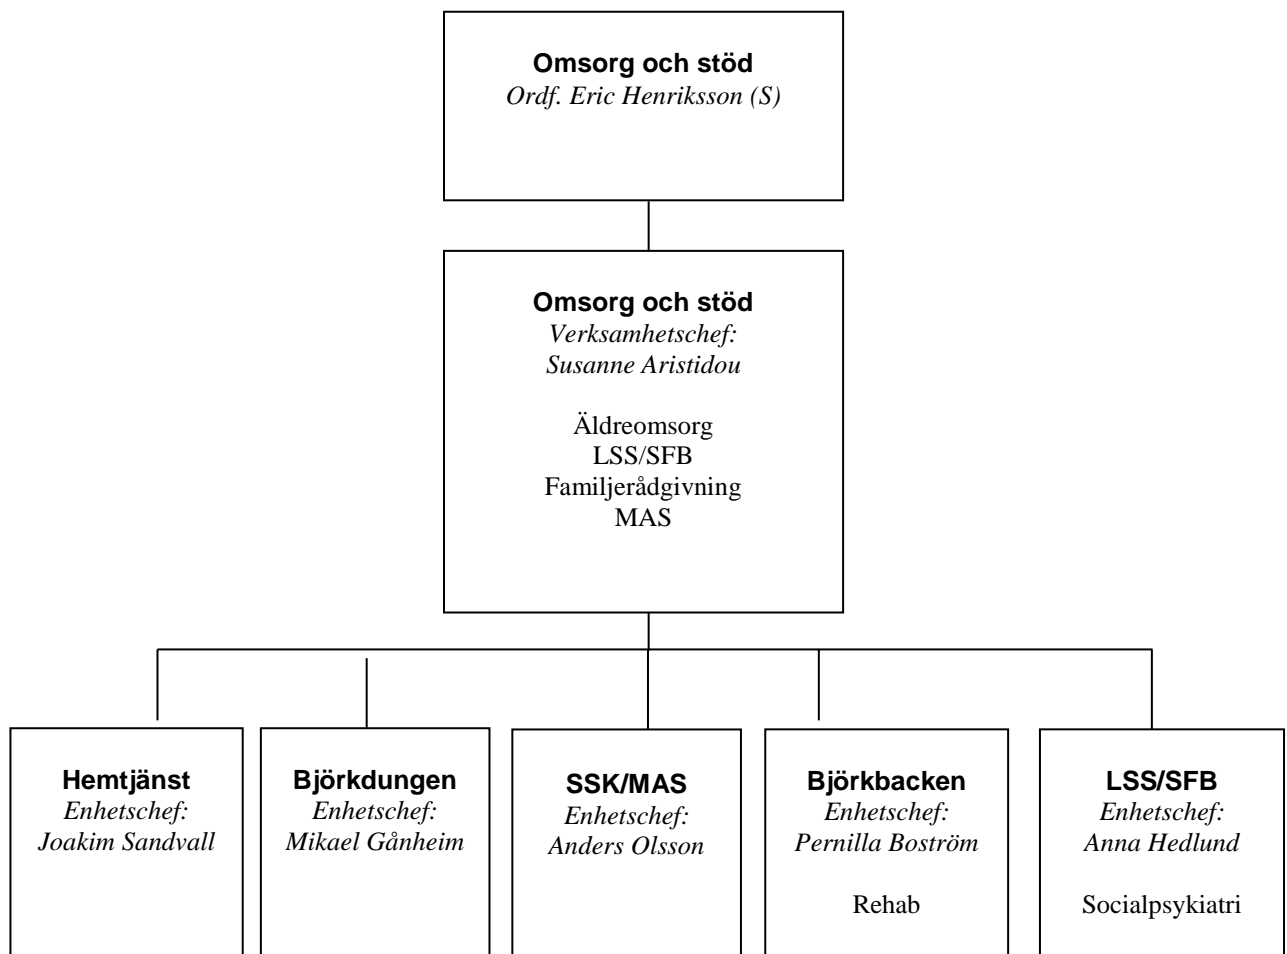 Omsorg och stöd
Ordf. Eric Henriksson (S)
Omsorg och stöd
Verksamhetschef:
Susanne Aristidou
Äldreomsorg
LSS/SFB
Familjerådgivning
MAS
Hemtjänst
Enhetschef:
Joakim Sandvall
Björkdungen
Enhetschef:
Mikael Gånheim
SSK/MAS
Enhetschef:
Anders Olsson
Björkbacken
Enhetschef:
Pernilla Boström
Rehab
LSS/SFB
Enhetschef:
Anna Hedlund
Socialpsykiatri